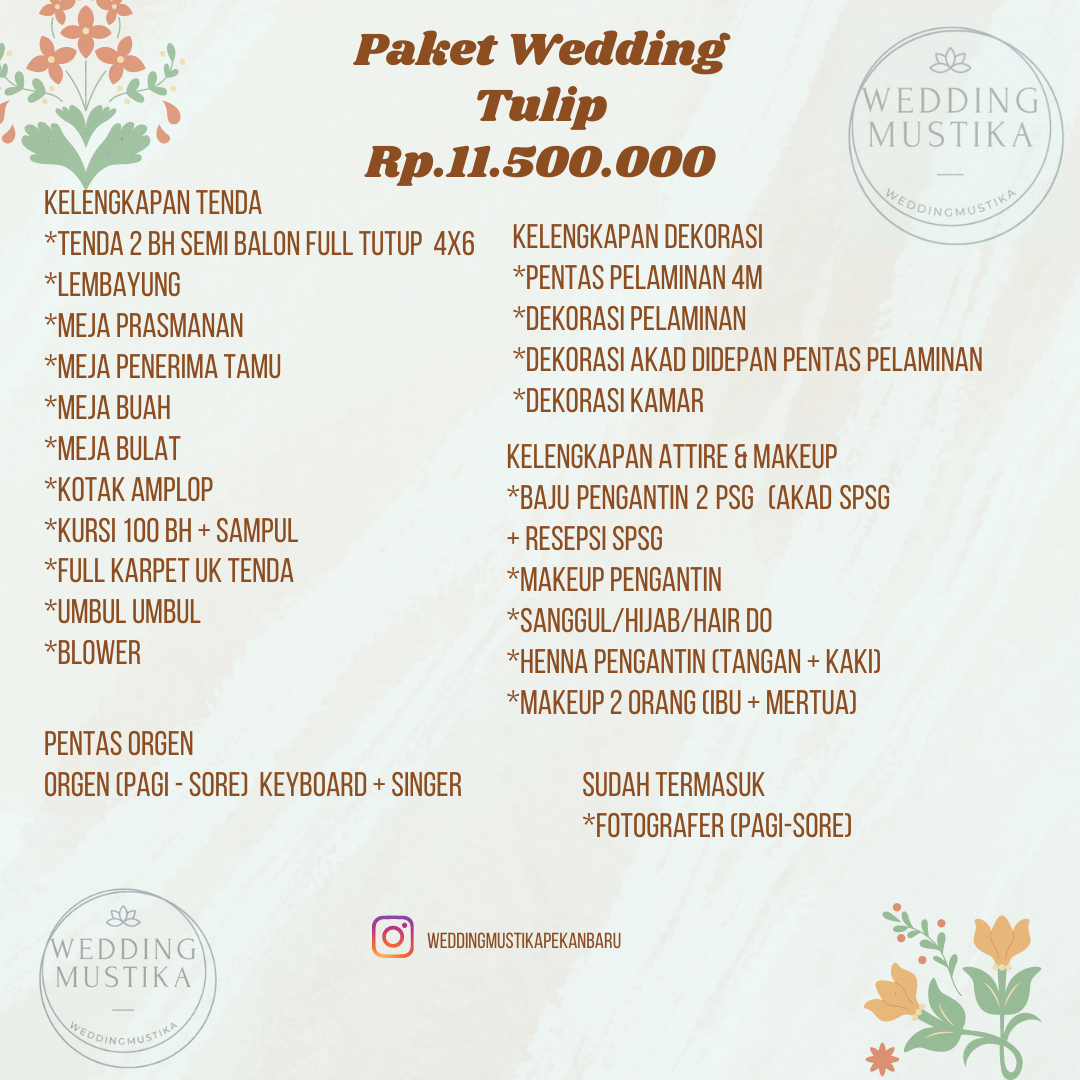 Paket Wedding
Tulip
Rp.11.500.000
WEDDING
MUSTIKA
WEDDINGMUSTIKA
KELENGKAPAN TENDA
*TENDA 2 BH SEMI BALON FULL TUTUP 4X6
*LEMBAYUNG
*MEJA PRASMANAN
*MEJA PENERIMA TAMU
*MEJA BUAH
*MEJA BULAT
*KOTAK AMPLOP
*KURSI 100 BH + SAMPUL
*FULL KARPET UK TENDA
*UMBUL UMBUL
*BLOWER
PENTAS ORGEN
ORGEN (PAGI - SORE) KEYBOARD + SINGER
KELENGKAPAN DEKORASI
*PENTAS PELAMINAN 4M
*DEKORASI PELAMINAN
*DEKORASI AKAD DIDEPAN PENTAS PELAMINAN
*DEKORASI KAMAR
KELENGKAPAN ATTIRE & MAKEUP
*BAJU PENGANTIN 2 PSG (AKAD SPSG
+ RESEPSI SPSG
*MAKEUP PENGANTIN
*SANGGUL/HIJAB/HAIR DO
*HENNA PENGANTIN (TANGAN + KAKI)
*MAKEUP 2 ORANG (IBU + MERTUA)
SUDAH TERMASUK
*FOTOGRAFER (PAGI-SORE)
WEDDING
MUSTIKA
WEDDINGMUSTIKA
WEDDINGMUSTIKAPEKANBARU